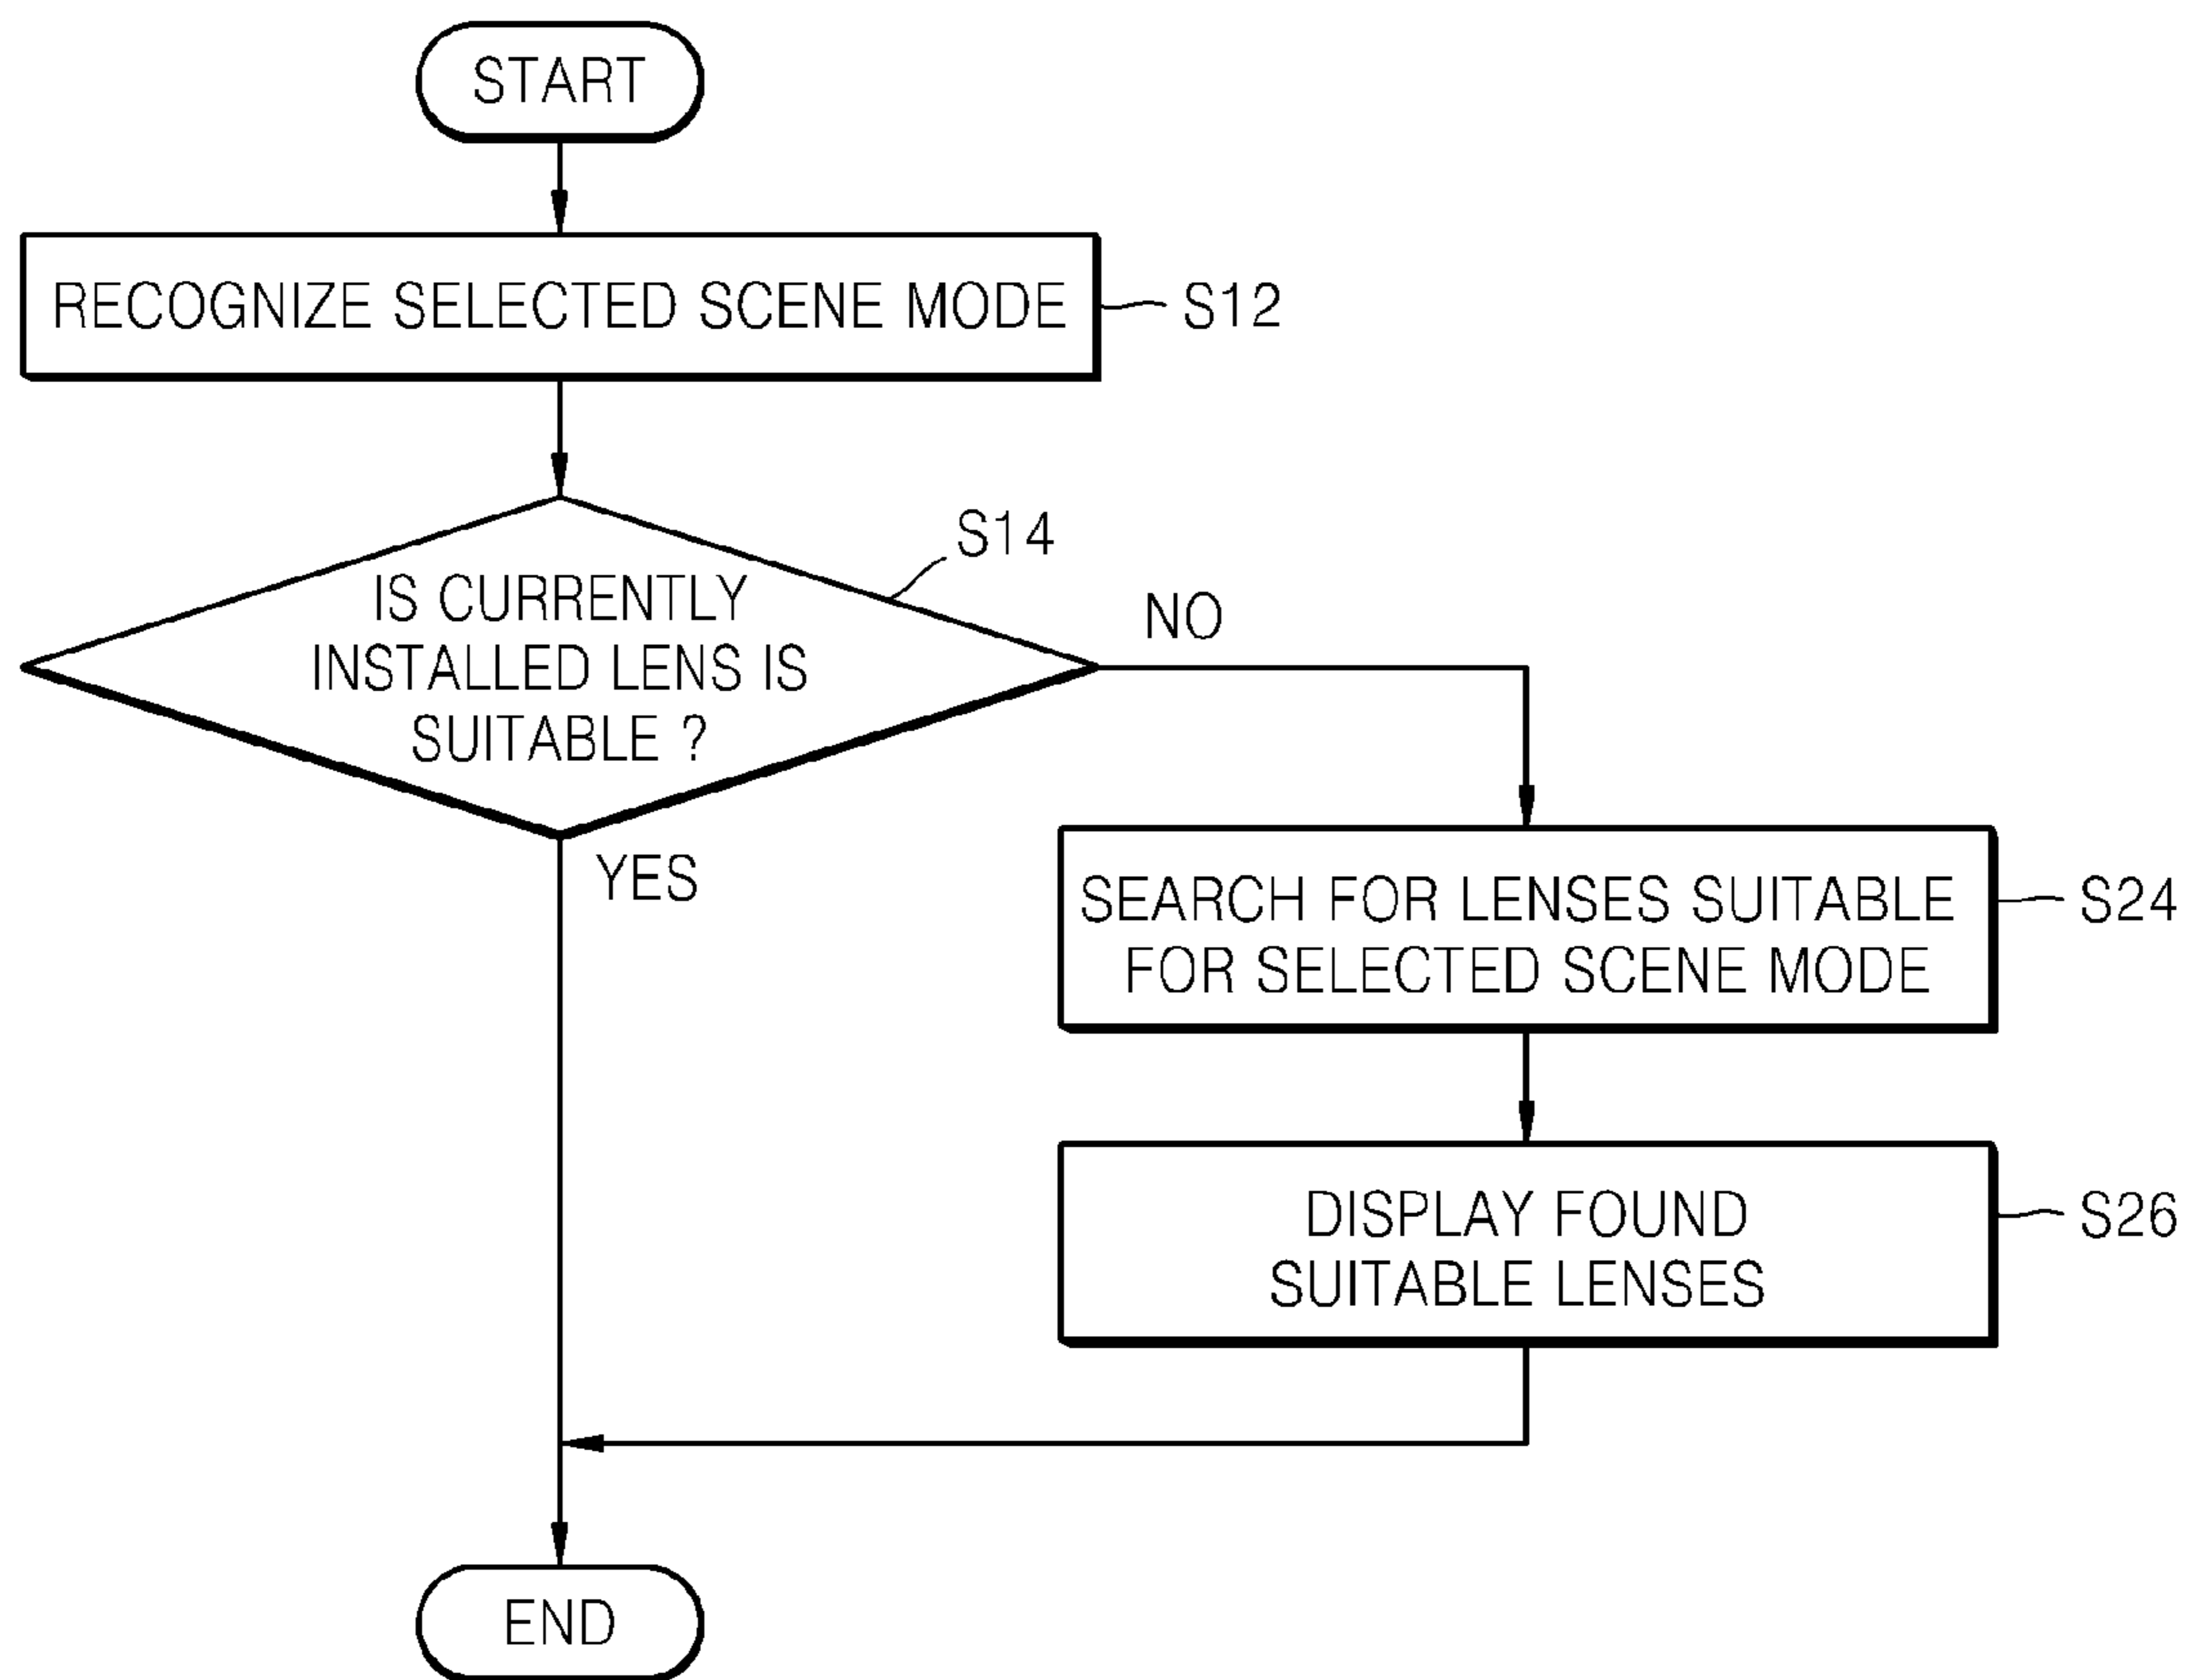 START
RECOGNIZE SELECTED SCENE MODE
S12
S14
IS CURRENTLY
INSTALLED LENS IS
SUITABLE ?
NO
YES
SEARCH FOR LENSES SUITABLE
FOR SELECTED SCENE MODE
S24
DISPLAY FOUND
SUITABLE LENSES
S26
END